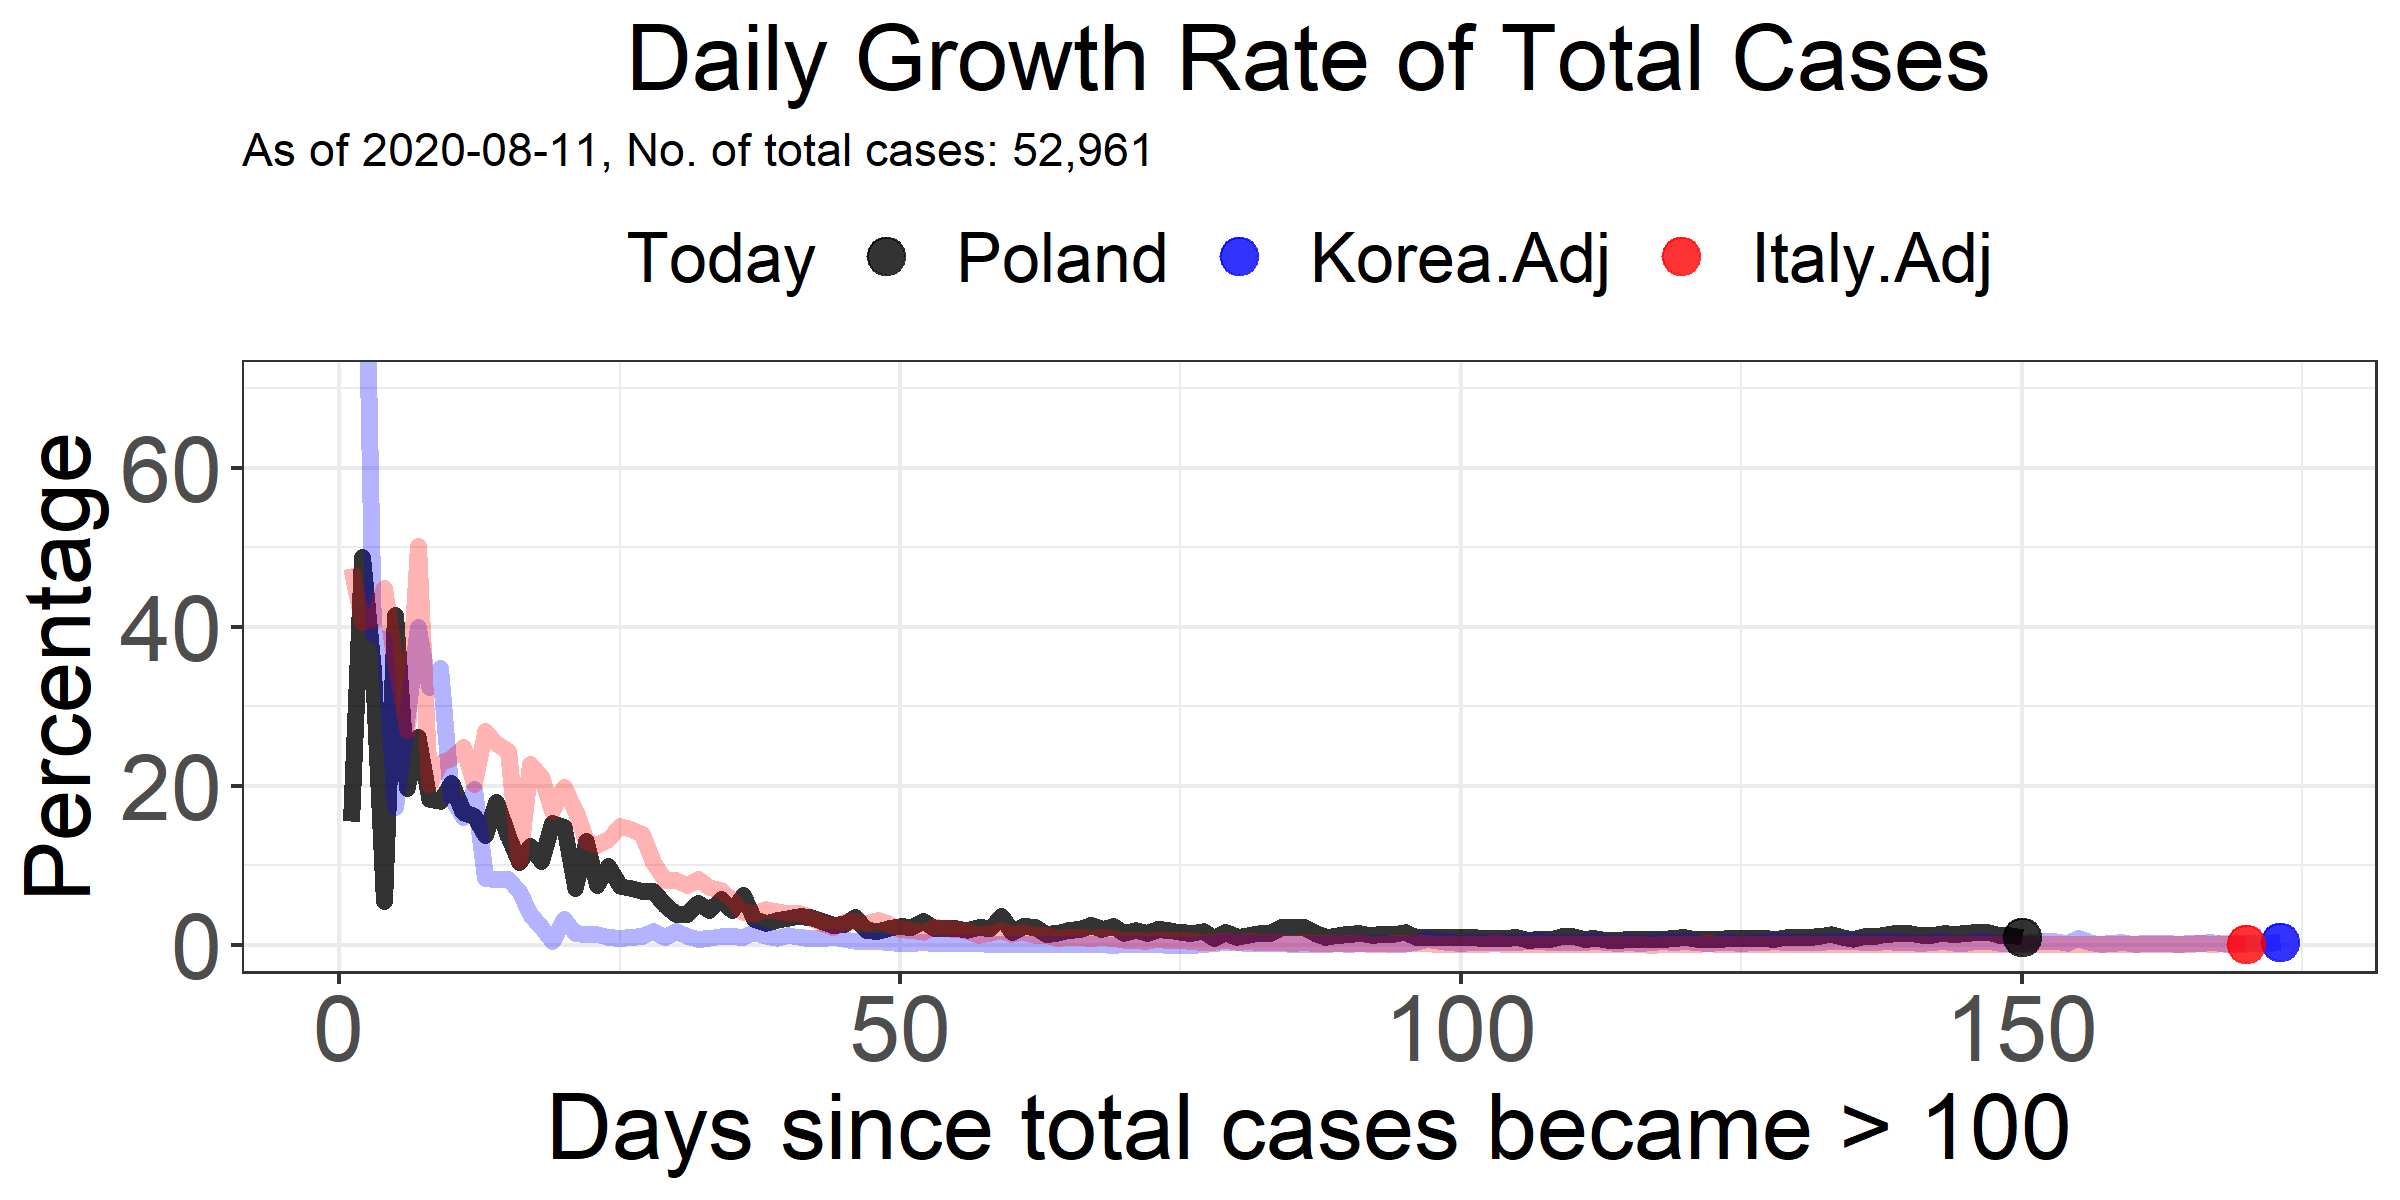 Daily Growth Rate of Total Cases
As of 2020-08-11, No. of total cases: 52,961
Today Poland Korea.Adj Italy.Adj
Percentage
60
40
20
0
0 50 100 150
Days since total cases became > 100